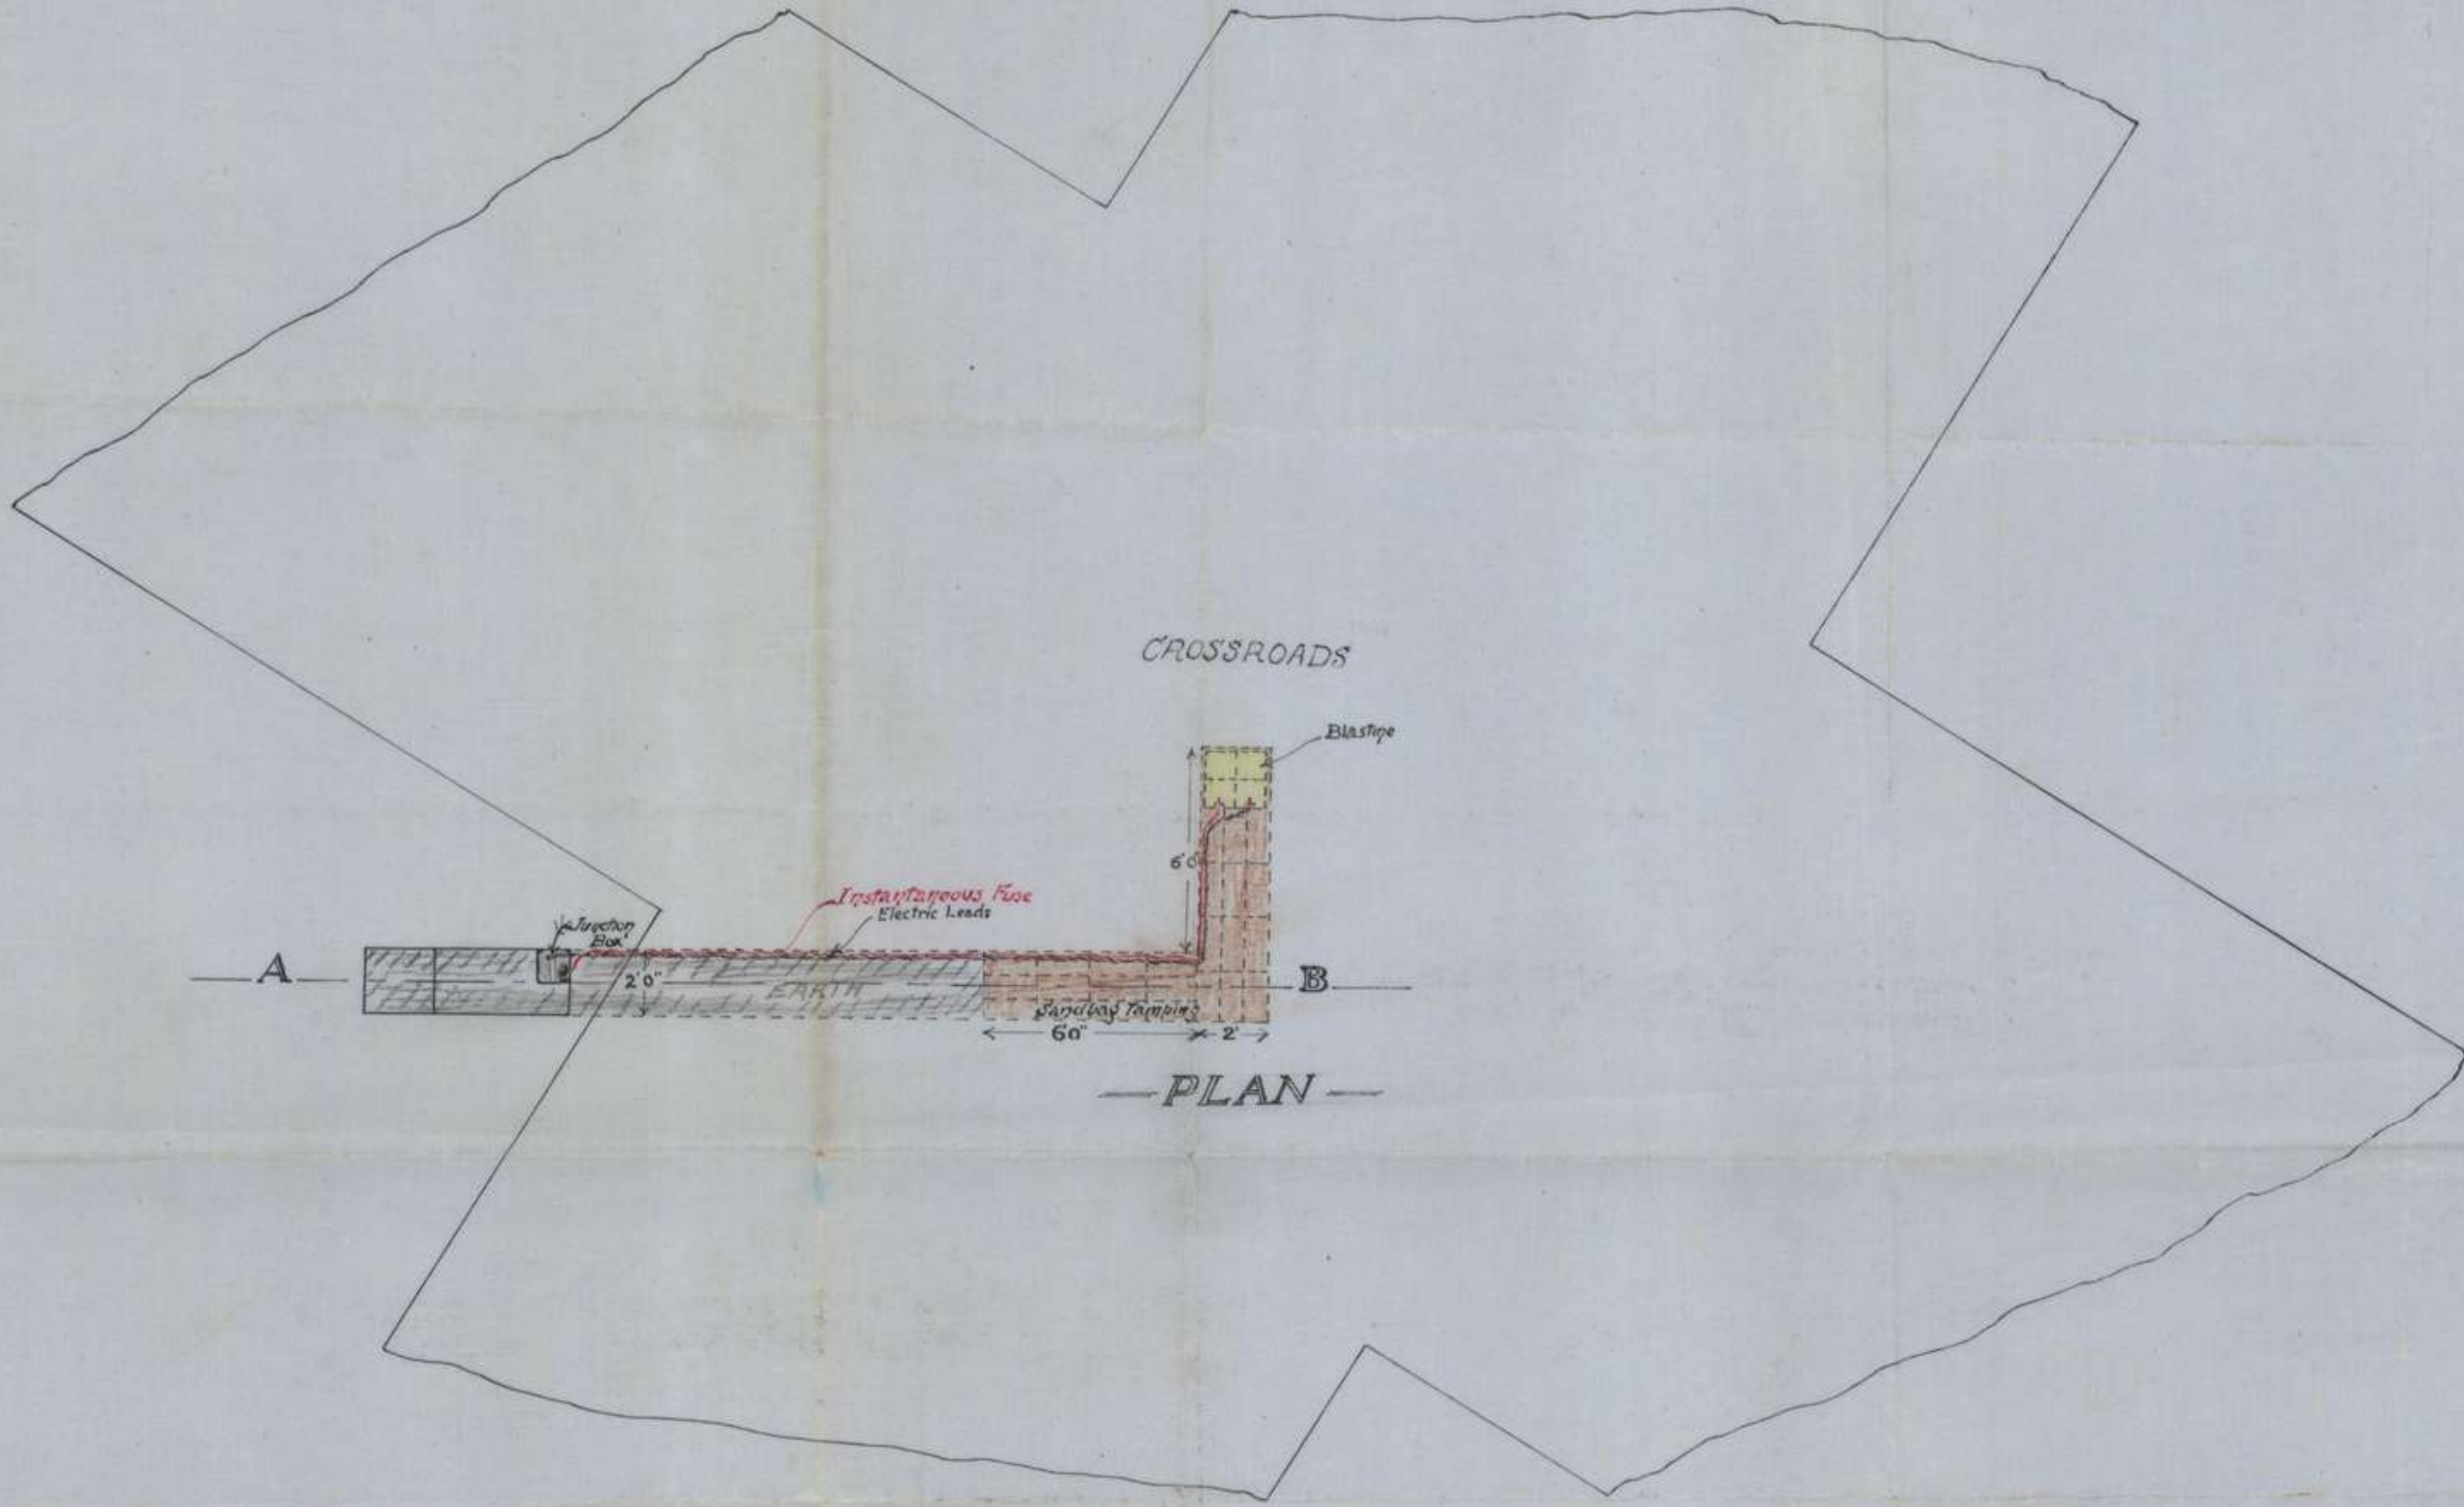 CROSSROADS
Blastine
6'0"
Instantaneous Fuse
Electric Leads
Junction
Box
A
2'0"
EARTH
B
Sandbag Tamping
6'0"
2'
— PLAN —